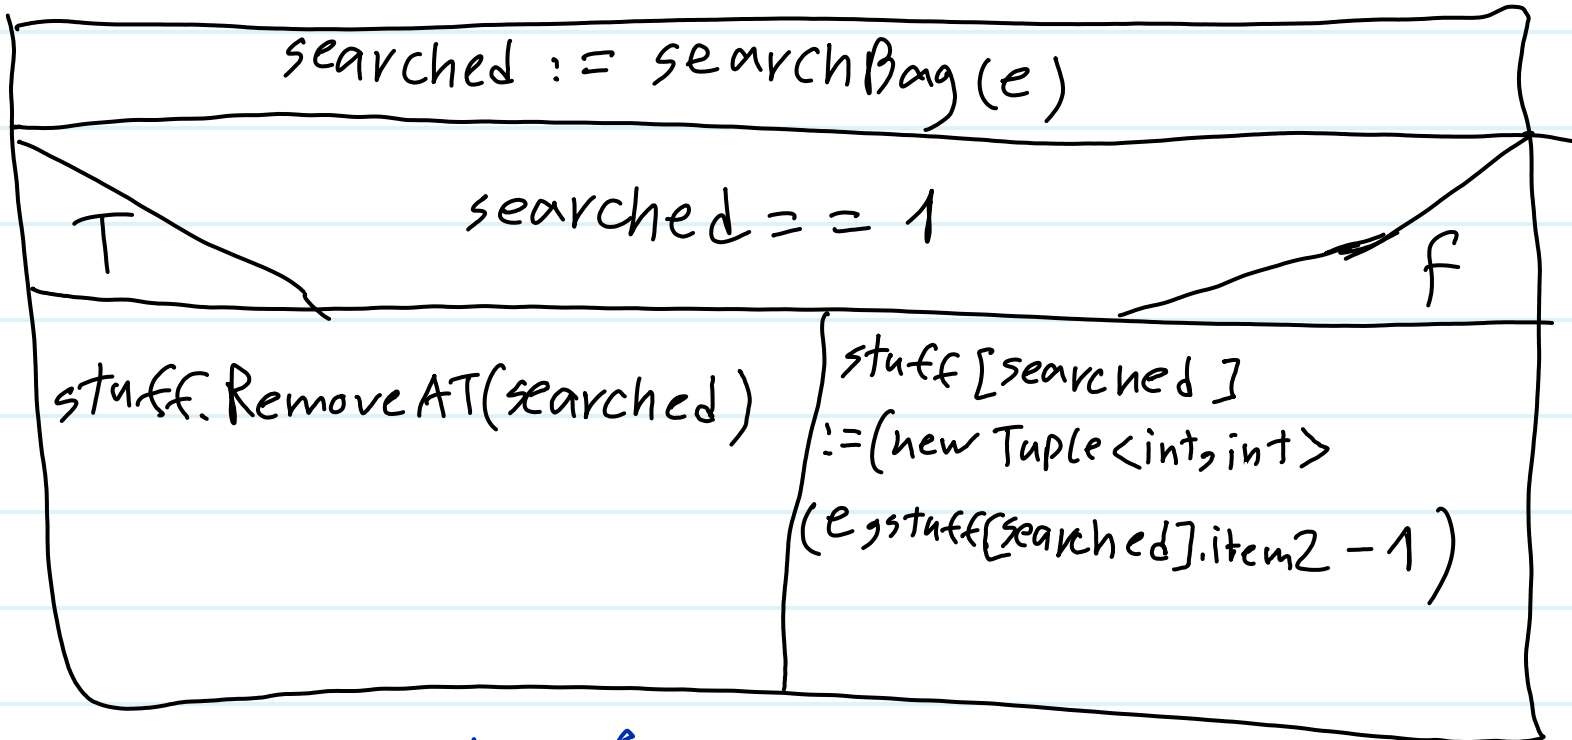 searched := searchBag(e)
searched == 1
T
f
stuff.RemoveAT(searched)
stuff[searched]
:=(new Tuple<int,int>
(e,stuff[searched].item2 - 1)